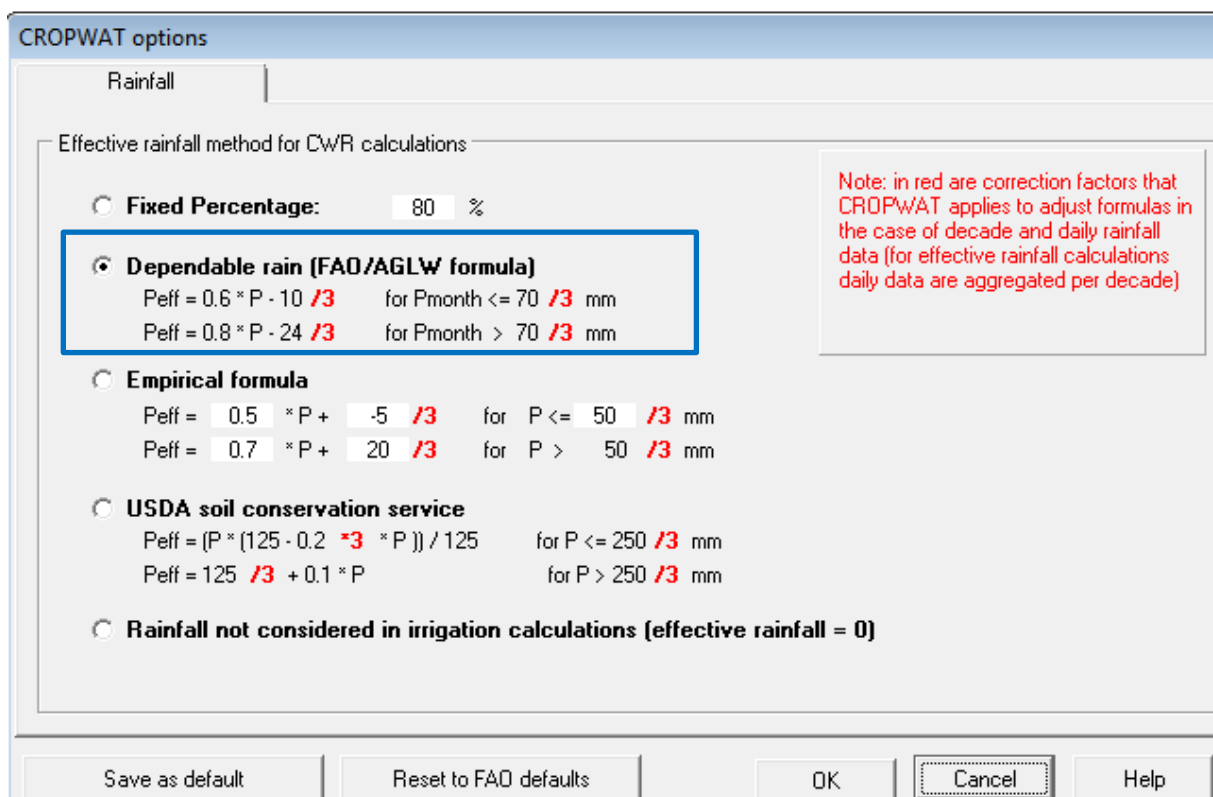 CROPWAT options
Rainfall
Effective rainfall method for CWR calculations
Fixed Percentage: 80 %
Note: in red are correction factors that
CROPWAT applies to adjust formulas in
the case of decade and daily rainfall
data (for effective rainfall calculations
daily data are aggregated per decade)
Dependable rain (FAO/AGLW formula)
Peff = 0.6 * P - 10 /3 for Pmonth <= 70 /3 mm
Peff = 0.8 * P - 24 /3 for Pmonth > 70 /3 mm
Empirical formula
Peff = 0.5 * P + -5 /3 for P <= 50 /3 mm
Peff = 0.7 * P + 20 /3 for P > 50 /3 mm
USDA soil conservation service
Peff = (P * (125 - 0.2 *3 * P )) / 125 for P <= 250 /3 mm
Peff = 125 /3 + 0.1 * P for P > 250 /3 mm
Rainfall not considered in irrigation calculations (effective rainfall = 0)
Save as default Reset to FAO defaults OK Cancel Help